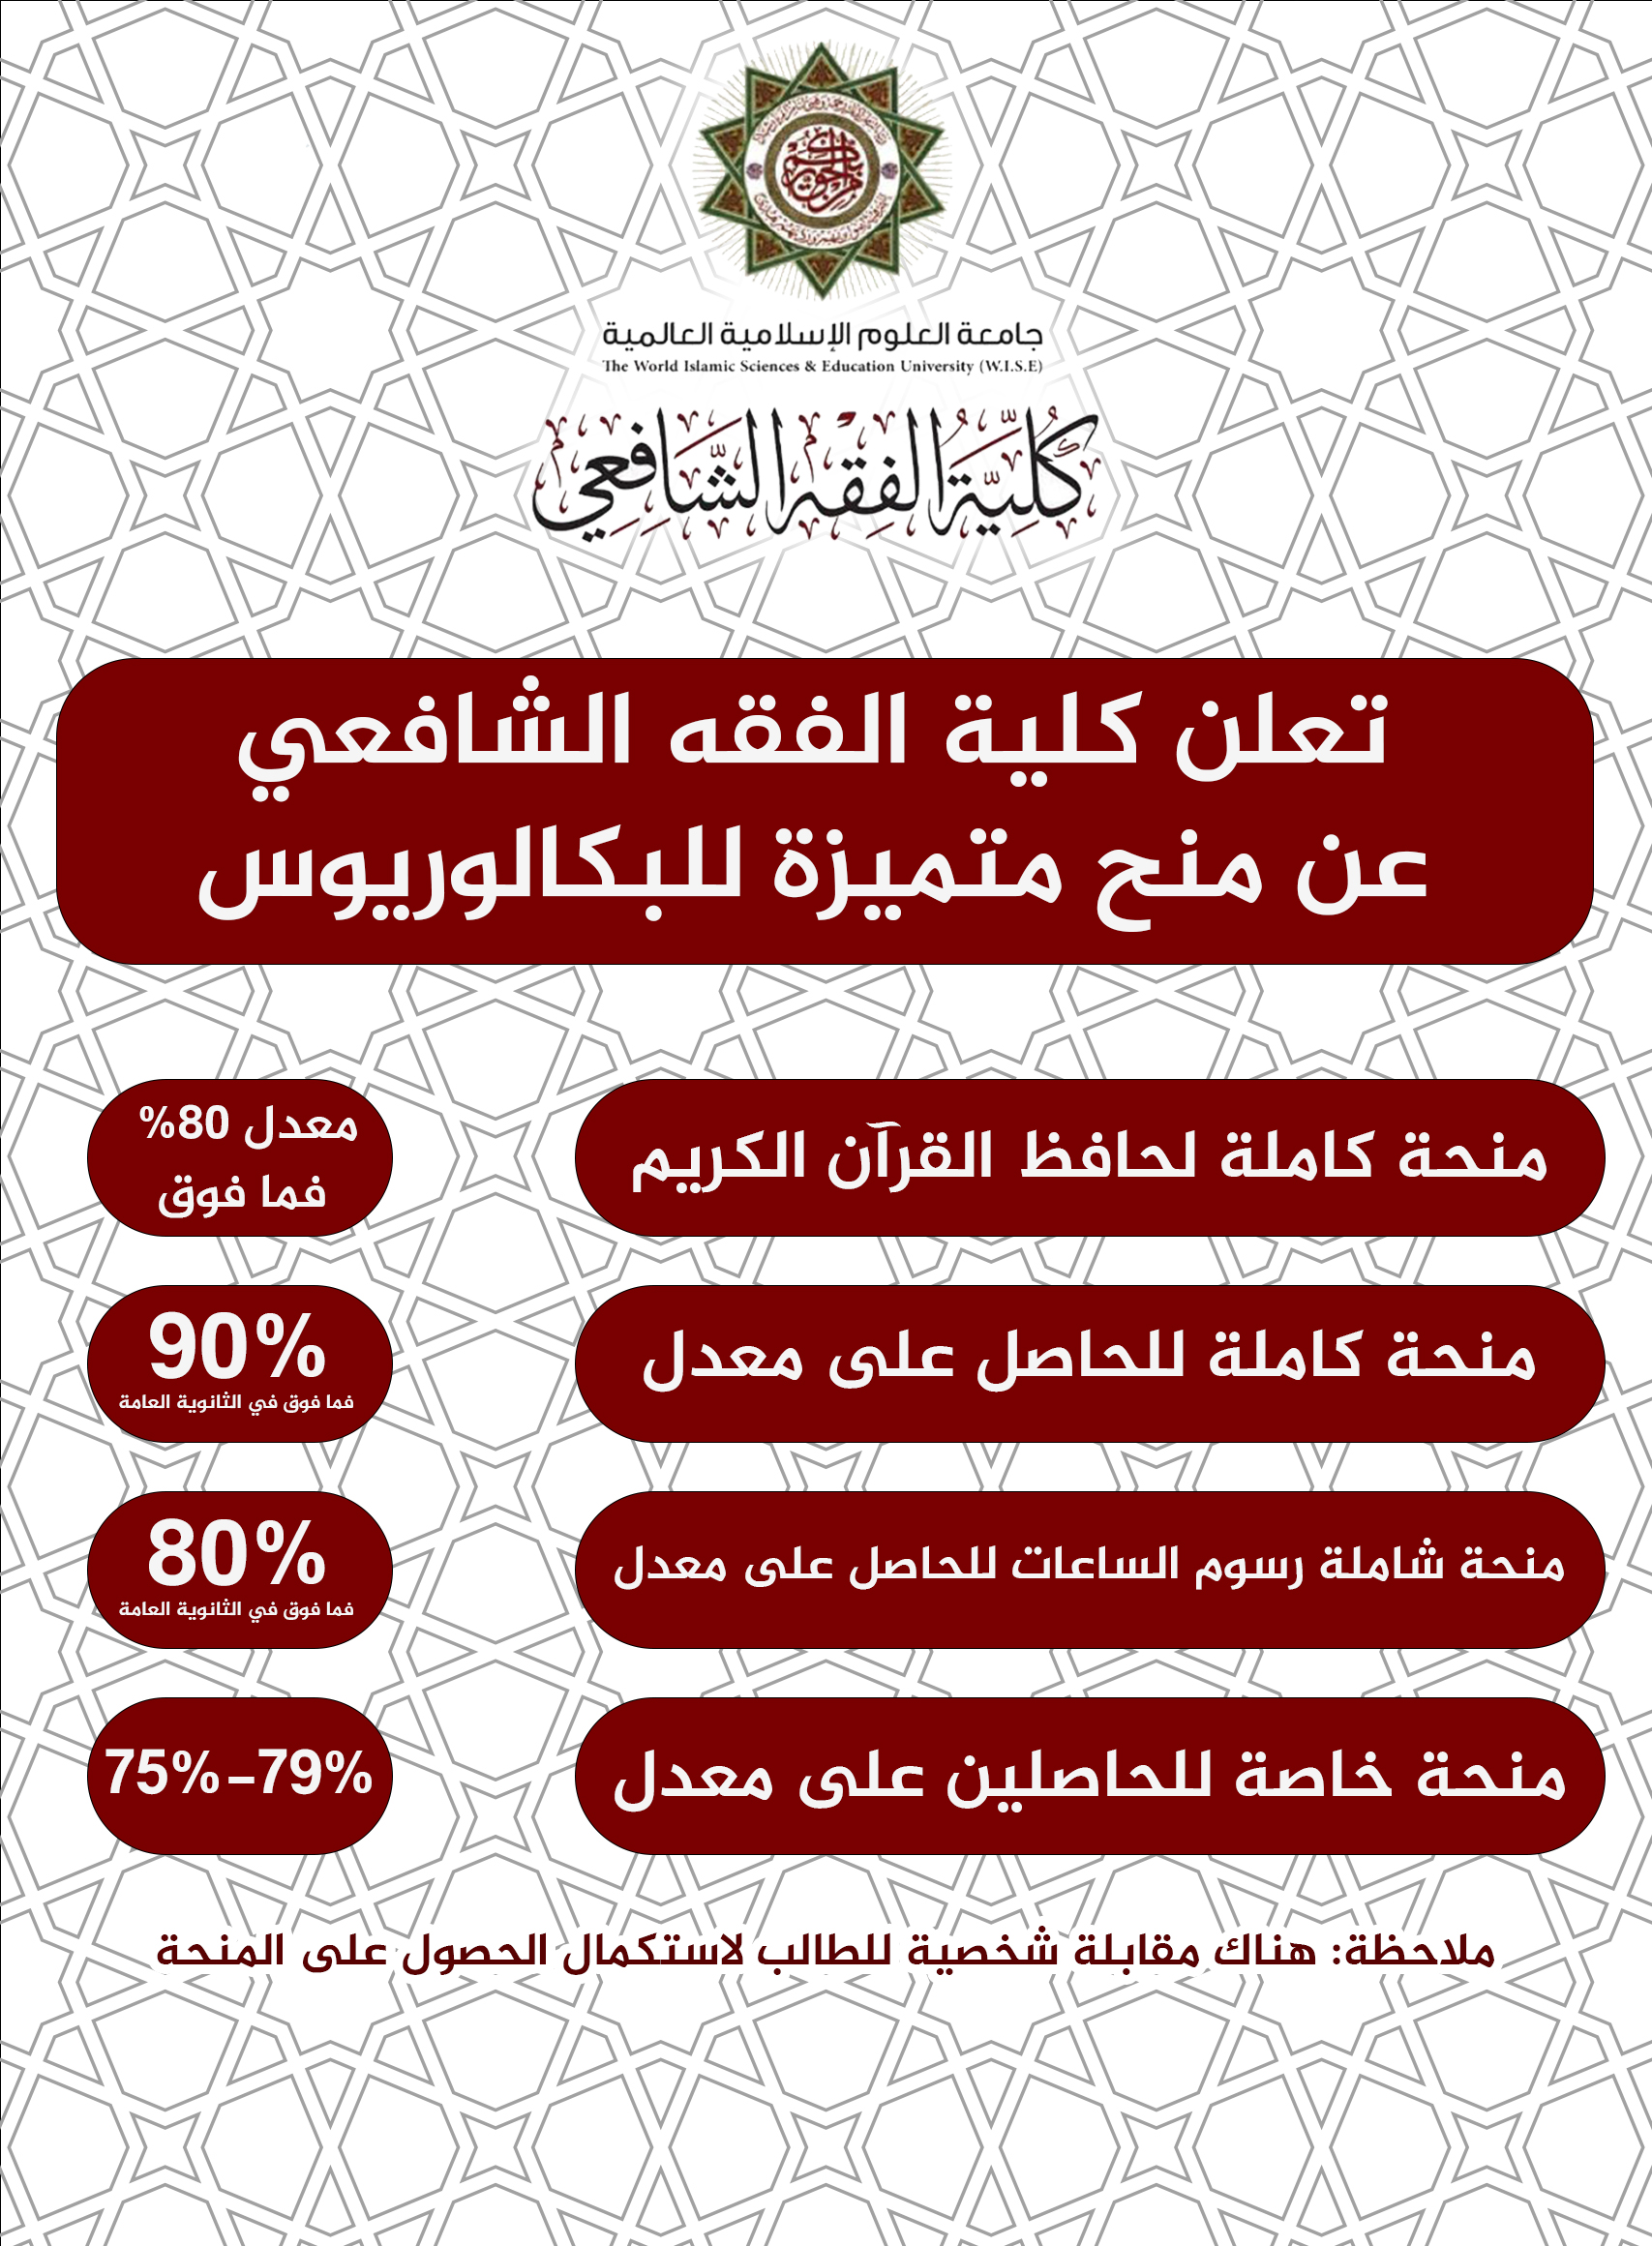 جامعة العلوم الإسلامية العالمية
The World Islamic Sciences & Education University (W.I.S.E)
كُلِّيَّةُ الفِقْهِ الشَّافِعِي
تعلن كلية الفقه الشافعي
عن منح متميزة للبكالوريوس
منحة كاملة لحافظ القرآن الكريم
معدل 80%
فما فوق
منحة كاملة للحاصل على معدل
90%
فما فوق في الثانوية العامة
منحة شاملة رسوم الساعات للحاصل على معدل
80%
فما فوق في الثانوية العامة
منحة خاصة للحاصلين على معدل
75%-79%
ملاحظة: هناك مقابلة شخصية للطالب لاستكمال الحصول على المنحة